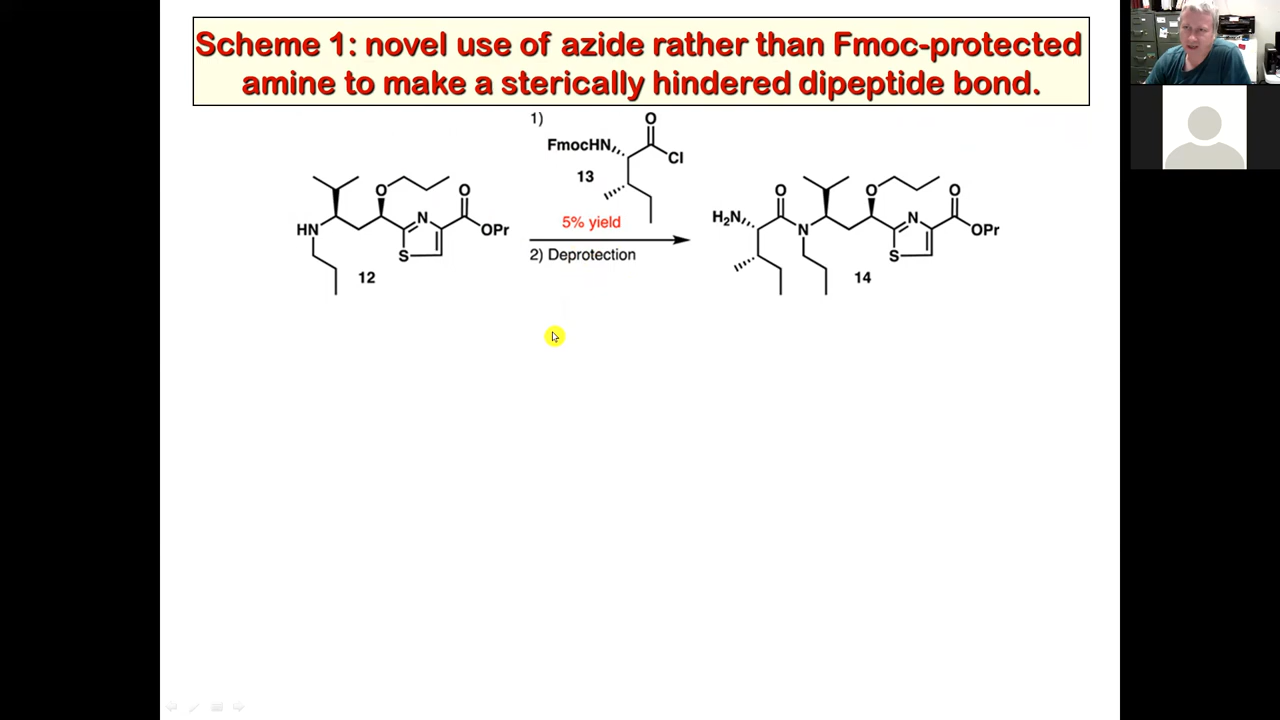 Scheme 1: novel use of azide rather than Fmoc-protected
amine to make a sterically hindered dipeptide bond.
1)
O
FmocHN
Cl
13
5% yield
2) Deprotection
O
O
HN
N
S
OPr
12
O
O
O
H₂N
N
N
S
OPr
14